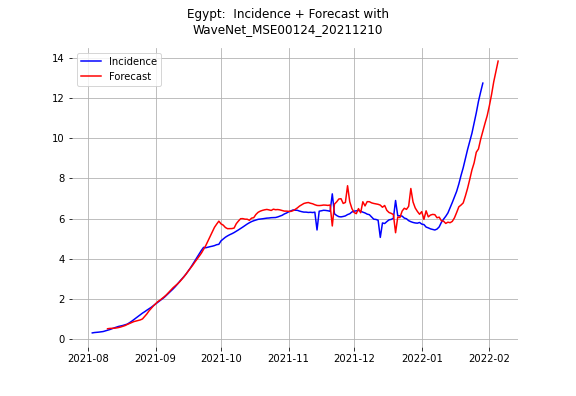 Egypt:  Incidence + Forecast with
WaveNet_MSE00124_20211210
Incidence
Forecast
14
12
10
8
6
4
2
0
2021-08 2021-09 2021-10 2021-11 2021-12 2022-01 2022-02